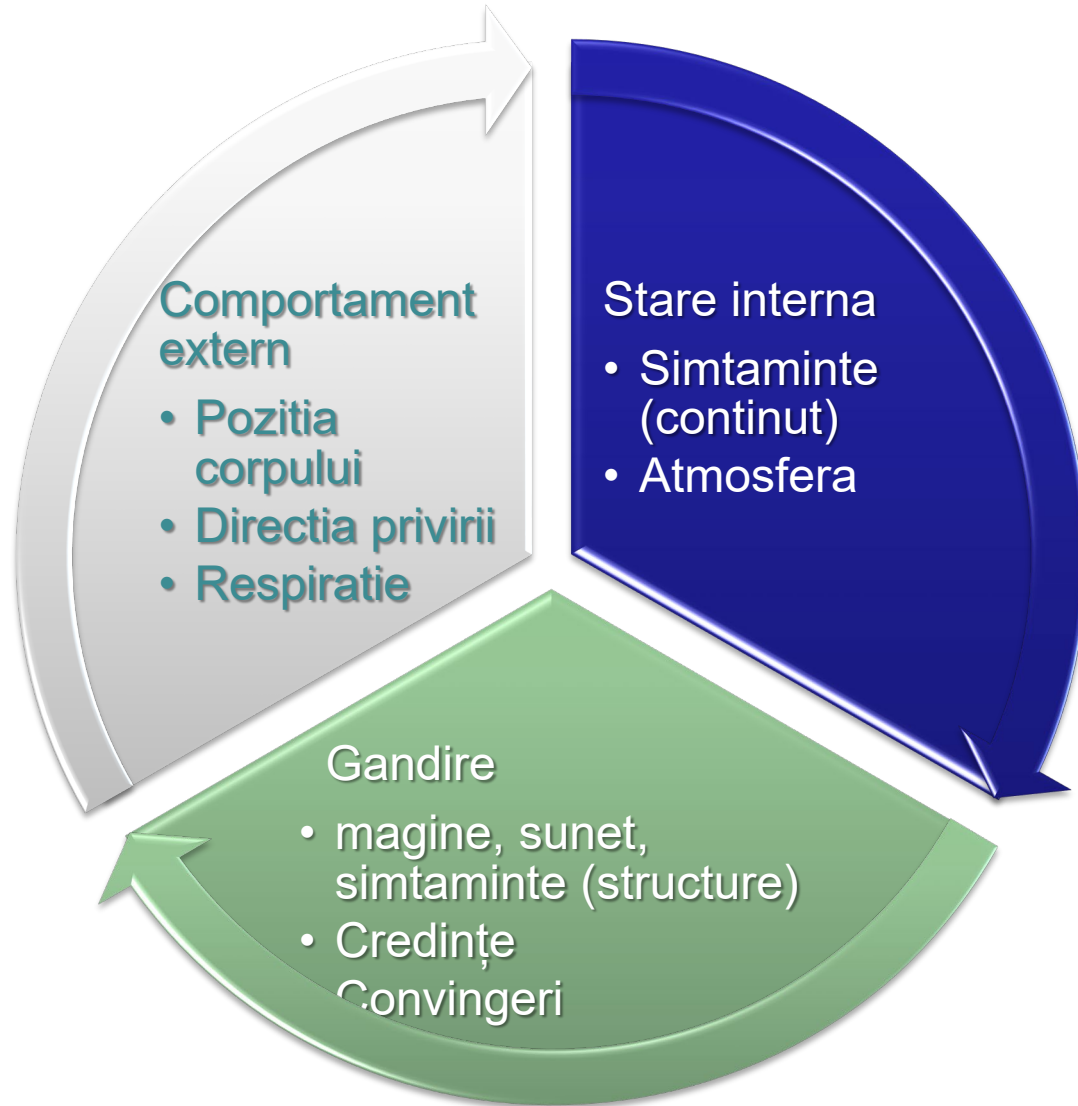 Comportament
extern
• Pozitia
corpului
• Directia privirii
• Respiratie
Stare interna
• Simtaminte
(continut)
• Atmosfera
Gandire
• magine, sunet,
simtaminte (structure)
• Credințe
Convingeri